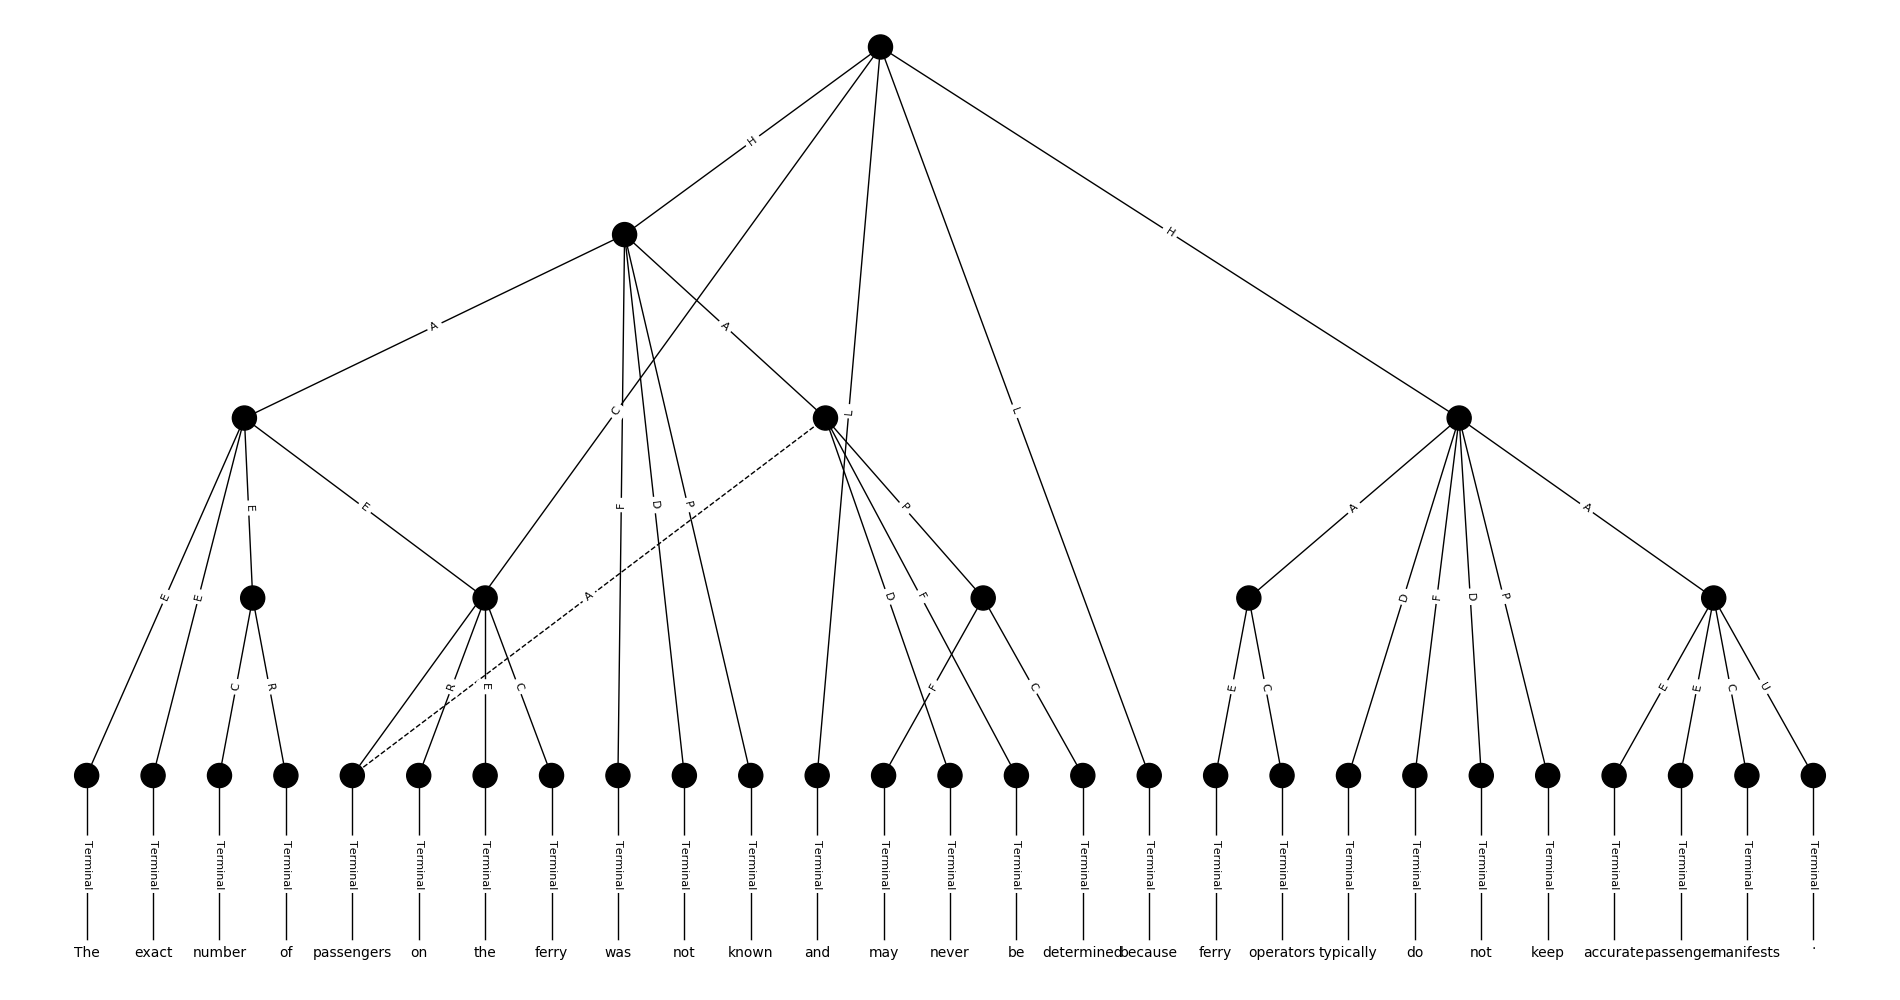 H
H
A
A
C
L
L
F
D
P
E
E
A
A
P
E
E
A
D
F
D
F
D
P
C
R
R
E
C
F
C
E
C
E
E
C
U
Terminal Terminal Terminal Terminal Terminal Terminal Terminal Terminal Terminal Terminal Terminal Terminal Terminal Terminal Terminal Terminal Terminal Terminal Terminal Terminal Terminal Terminal Terminal Terminal Terminal Terminal Terminal
The exact number of passengers on the ferry was not known and may never be determined because ferry operators typically do not keep accurate passenger manifests .